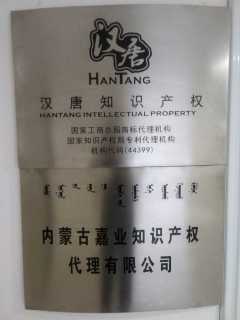 汉唐
HANTANG
汉唐知识产权
HANTANG INTELLECTUAL PROPERTY
国家工商总局商标代理机构
国家知识产权局专利代理机构
机构代码(44399)
内蒙古嘉业知识产权
代理有限公司